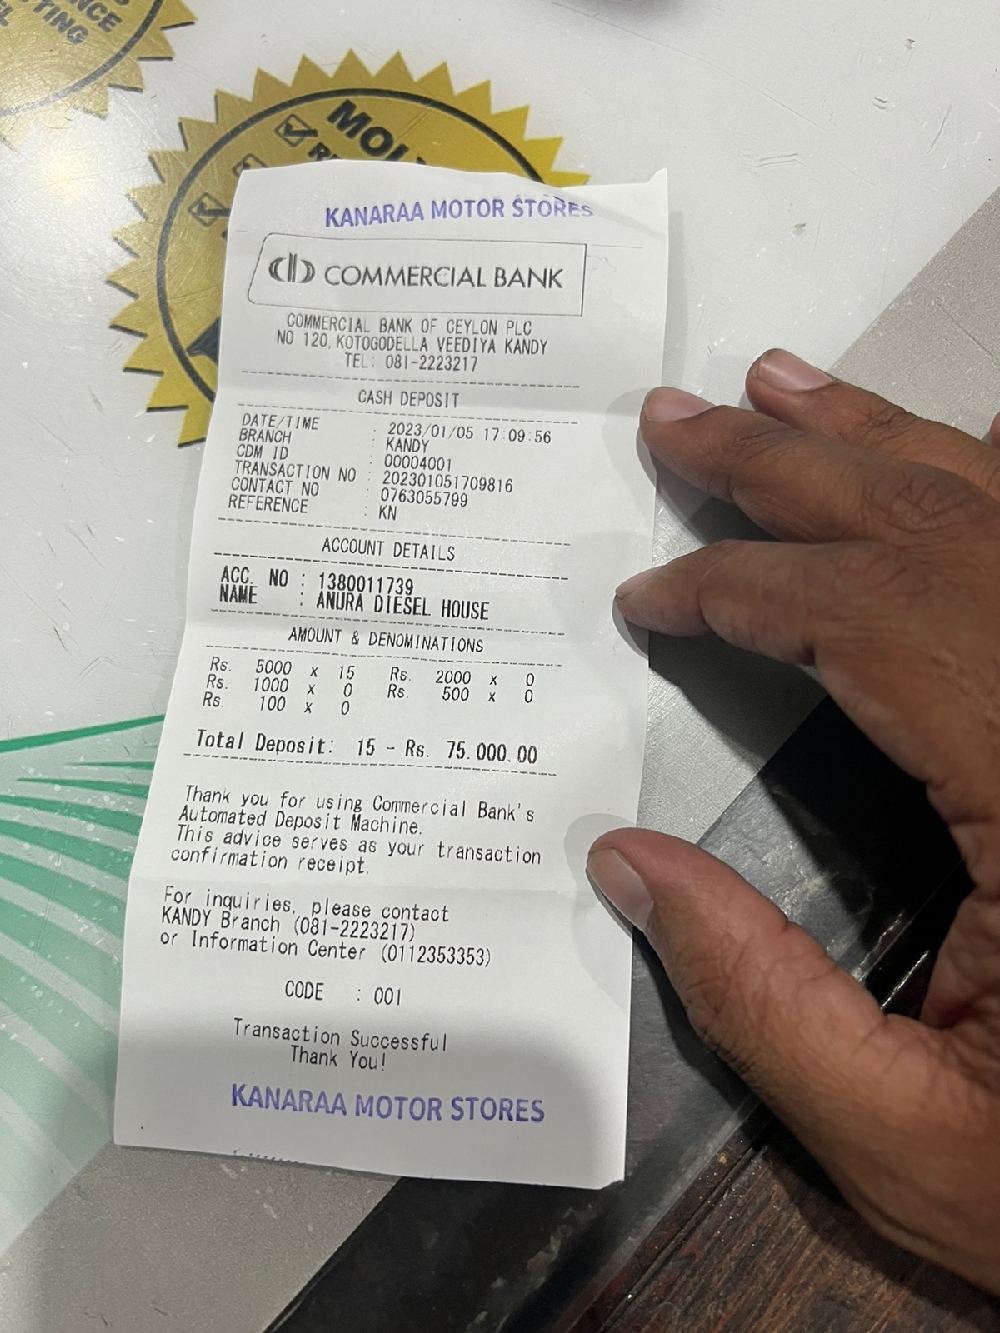 NCE
TING
EL
MOL
KANARAA MOTOR STORES
COMMERCIAL BANK
COMMERCIAL BANK OF CEYLON PLC
NO 120, KOTOGODELLA VEEDIYA KANDY
TEL: 081-2223217
CASH DEPOSIT
DATE/TIME : 2023/01/05 17:09:56
BRANCH : KANDY
CDM ID : 00004001
TRANSACTION NO : 202301051709816
CONTACT NO : 0763055799
REFERENCE : KN
ACCOUNT DETAILS
ACC. NO : 1380011739
NAME : ANURA DIESEL HOUSE
AMOUNT & DENOMINATIONS
Rs. 5000 x 15 Rs. 2000 x 0
Rs. 1000 x 0 Rs. 500 x 0
Rs. 100 x 0
Total Deposit: 15 - Rs. 75,000.00
Thank you for using Commercial Bank's
Automated Deposit Machine.
This advice serves as your transaction
confirmation receipt.
For inquiries, please contact
KANDY Branch (081-2223217)
or Information Center (0112353353)
CODE : 001
Transaction Successful
Thank You!
KANARAA MOTOR STORES